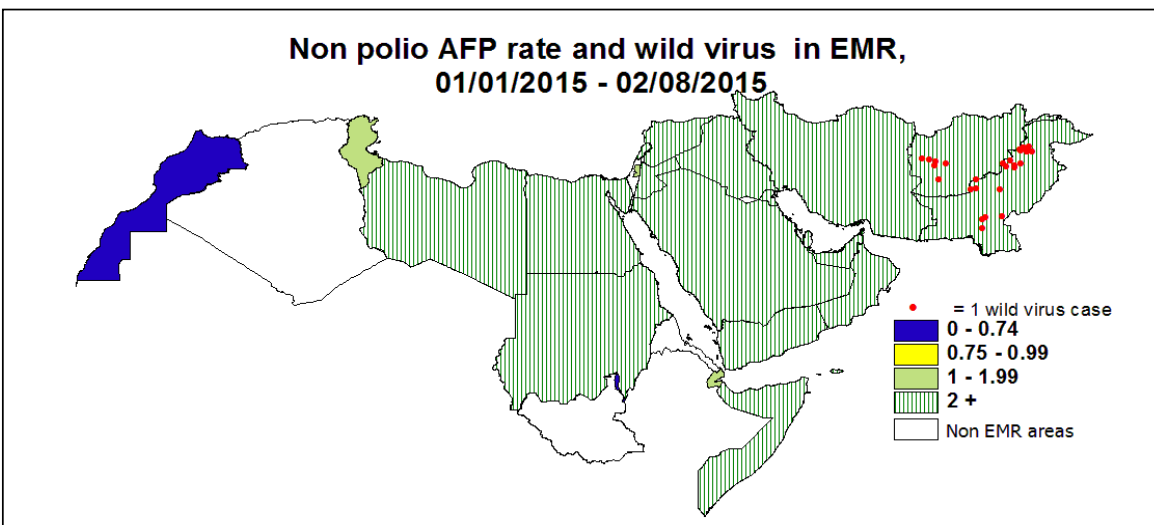 Non polio AFP rate and wild virus in EMR,
01/01/2015 - 02/08/2015
= 1 wild virus case
0 - 0.74
0.75 - 0.99
1 - 1.99
2 +
Non EMR areas